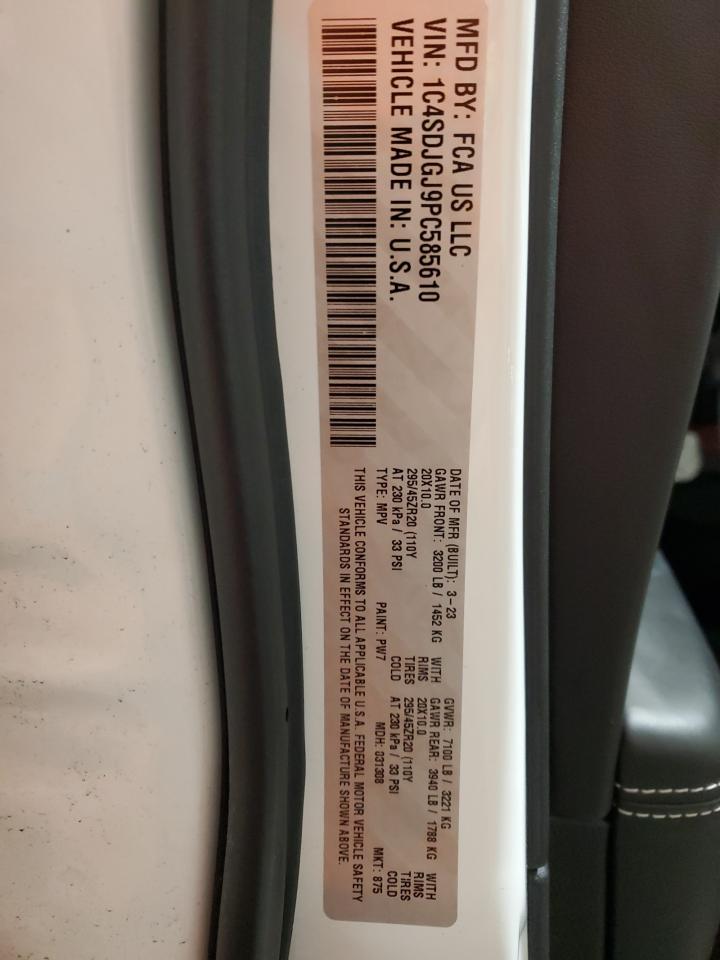 MFD BY: FCA US LLC
VIN: 1C4SDJGJ9PC585610
VEHICLE MADE IN: U.S.A.
DATE OF MFR (BUILT): 3-23 GVWR: 7100 LB / 3221 KG
GAWR FRONT: 3200 LB / 1452 KG WITH GAWR REAR: 3940 LB / 1788 KG WITH
20X10.0 RIMS 20X10.0 RIMS
295/45ZR20 (110Y TIRES 295/45ZR20 (110Y TIRES
AT 230 kPa / 33 PSI COLD AT 230 kPa / 33 PSI COLD
TYPE: MPV PAINT: PW7 MDH: 031308 MKT: 875
THIS VEHICLE CONFORMS TO ALL APPLICABLE U.S.A. FEDERAL MOTOR VEHICLE SAFETY
STANDARDS IN EFFECT ON THE DATE OF MANUFACTURE SHOWN ABOVE.